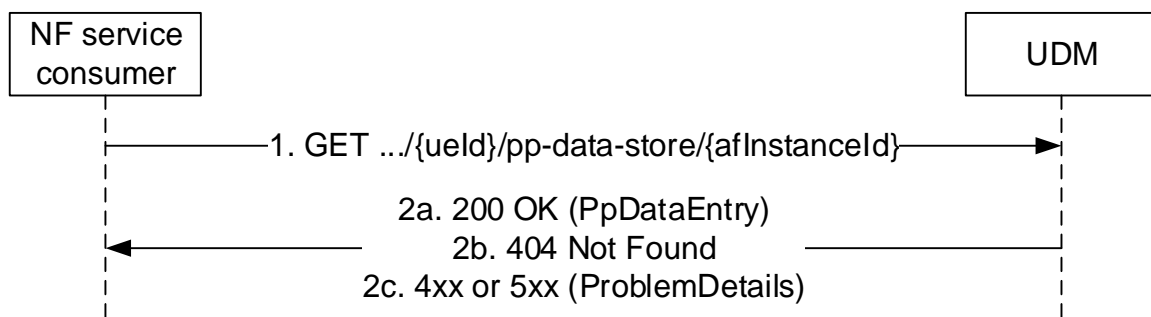 NF service
consumer
UDM
1. GET .../{ueId}/pp-data-store/{afInstanceId}
2a. 200 OK (PpDataEntry)
2b. 404 Not Found
2c. 4xx or 5xx (ProblemDetails)